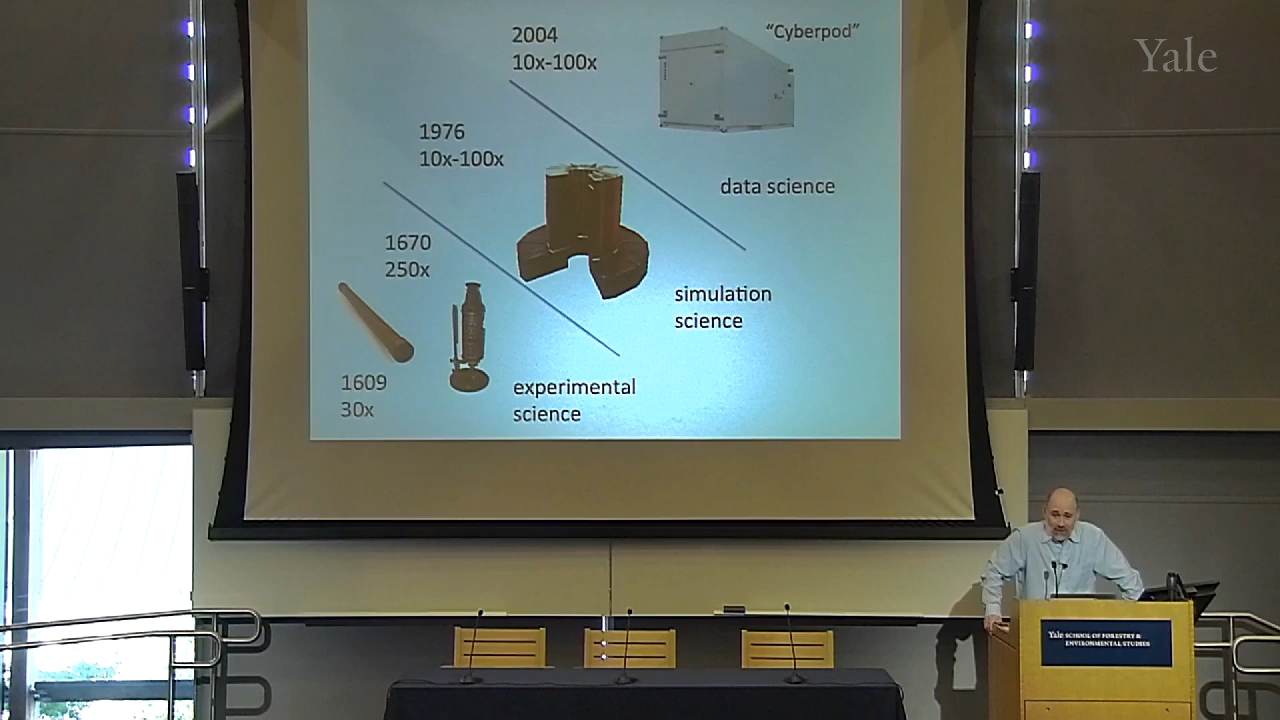 2004
10x-100x
“Cyberpod”
Yale
1976
10x-100x
data science
1670
250x
simulation
science
1609
30x
experimental
science
Yale SCHOOL OF FORESTRY &
ENVIRONMENTAL STUDIES